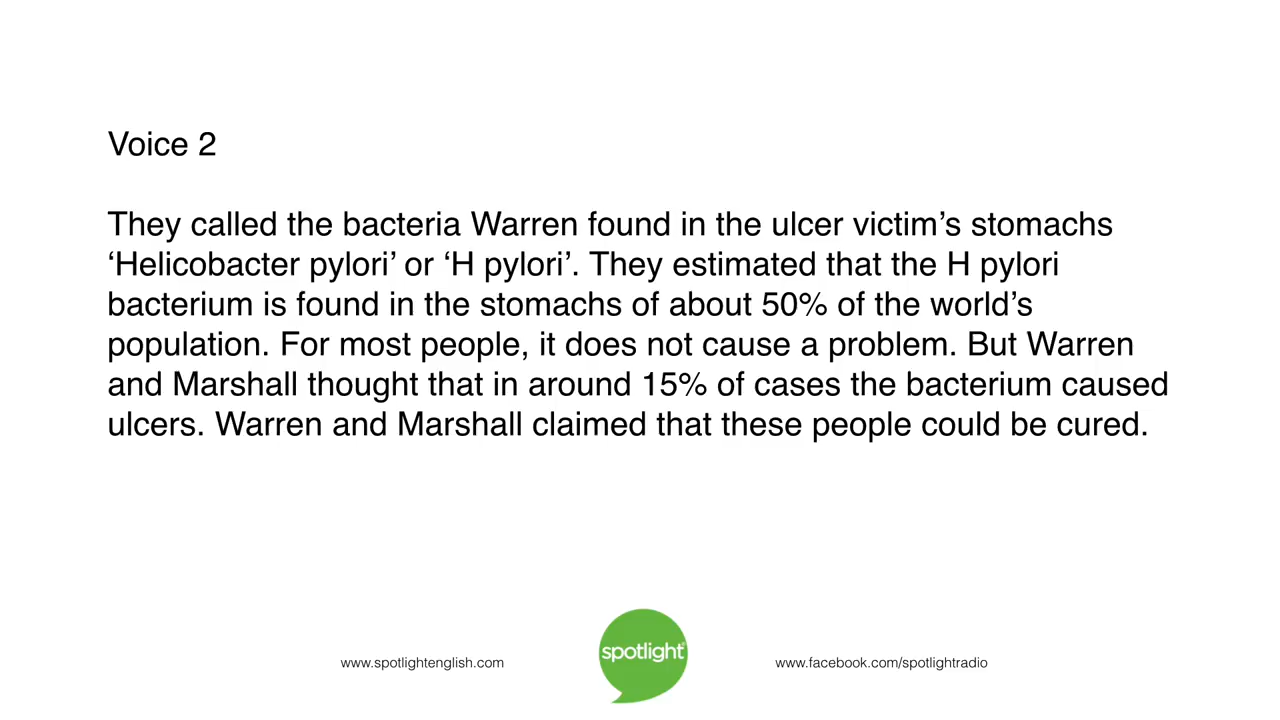 Voice 2
They called the bacteria Warren found in the ulcer victim’s stomachs
‘Helicobacter pylori’ or ‘H pylori’. They estimated that the H pylori
bacterium is found in the stomachs of about 50% of the world’s
population. For most people, it does not cause a problem. But Warren
and Marshall thought that in around 15% of cases the bacterium caused
ulcers. Warren and Marshall claimed that these people could be cured.
www.spotlightenglish.com
spotlight®
www.facebook.com/spotlightradio